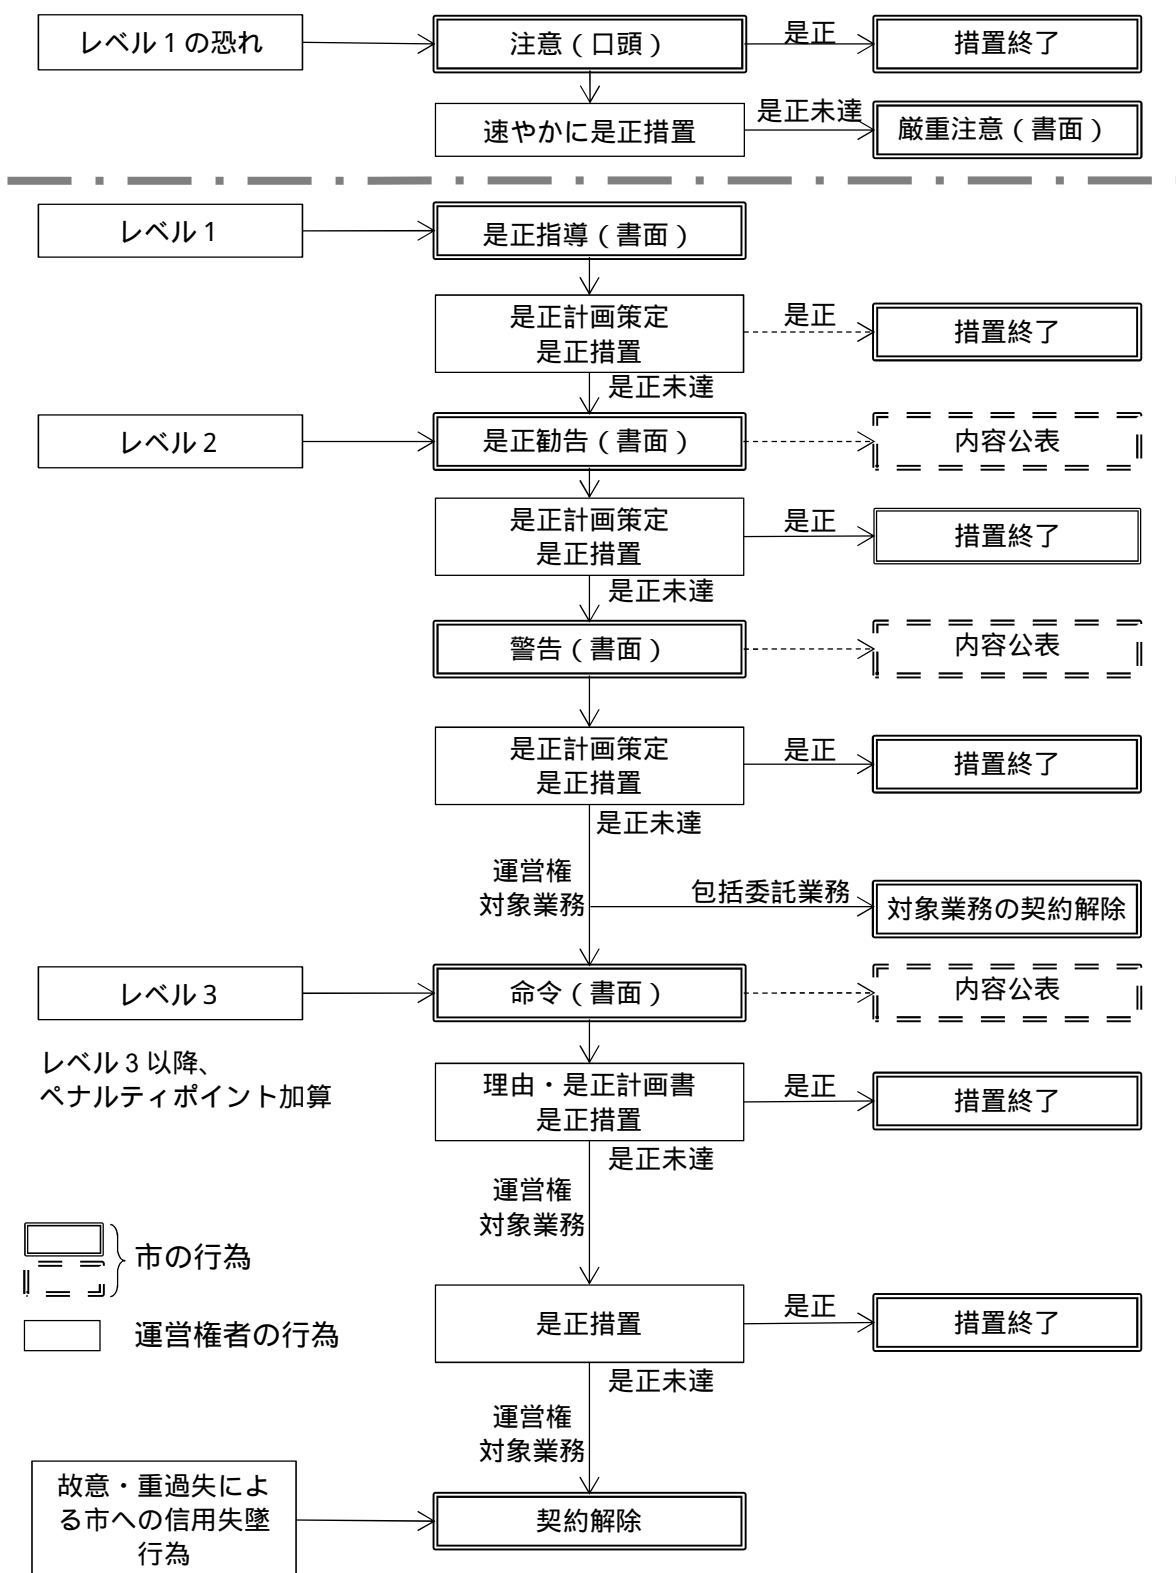 レベル1の恐れ
注意(口頭)
是正
措置終了
速やかに是正措置
是正未達
厳重注意(書面)
レベル1
是正指導(書面)
是正計画策定
是正措置
是正
措置終了
是正未達
レベル2
是正勧告(書面)
内容公表
是正計画策定
是正措置
是正
措置終了
是正未達
警告(書面)
内容公表
是正計画策定
是正措置
是正
措置終了
是正未達
運営権
対象業務
包括委託業務
対象業務の契約解除
レベル3
命令(書面)
内容公表
レベル3以降、
ペナルティポイント加算
理由・是正計画書
是正措置
是正
措置終了
是正未達
運営権
対象業務
市の行為
運営権者の行為
是正措置
是正
措置終了
是正未達
運営権
対象業務
故意・重過失によ
る市への信用失墜
行為
契約解除